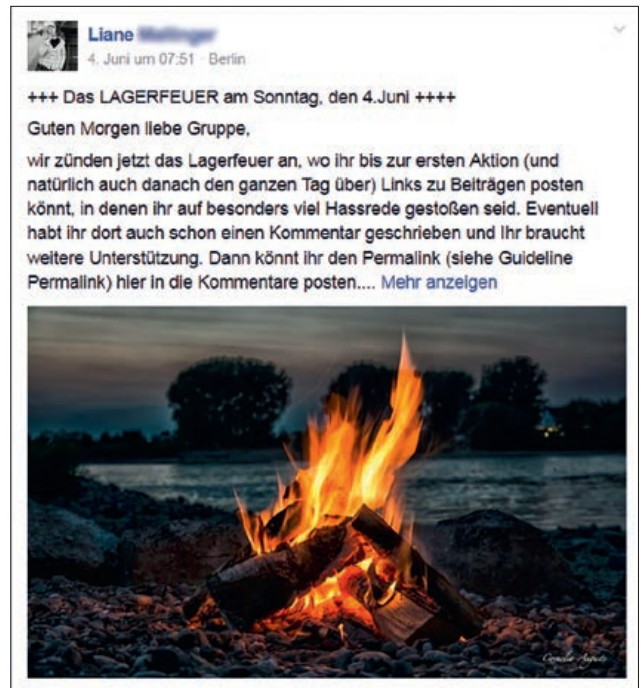 Liane
4. Juni um 07:51 · Berlin
+++ Das LAGERFEUER am Sonntag, den 4.Juni ++++
Guten Morgen liebe Gruppe,
wir zünden jetzt das Lagerfeuer an, wo ihr bis zur ersten Aktion (und
natürlich auch danach den ganzen Tag über) Links zu Beiträgen posten
könnt, in denen ihr auf besonders viel Hassrede gestoßen seid. Eventuell
habt ihr dort auch schon einen Kommentar geschrieben und Ihr braucht
weitere Unterstützung. Dann könnt ihr den Permalink (siehe Guideline
Permalink) hier in die Kommentare posten.... Mehr anzeigen